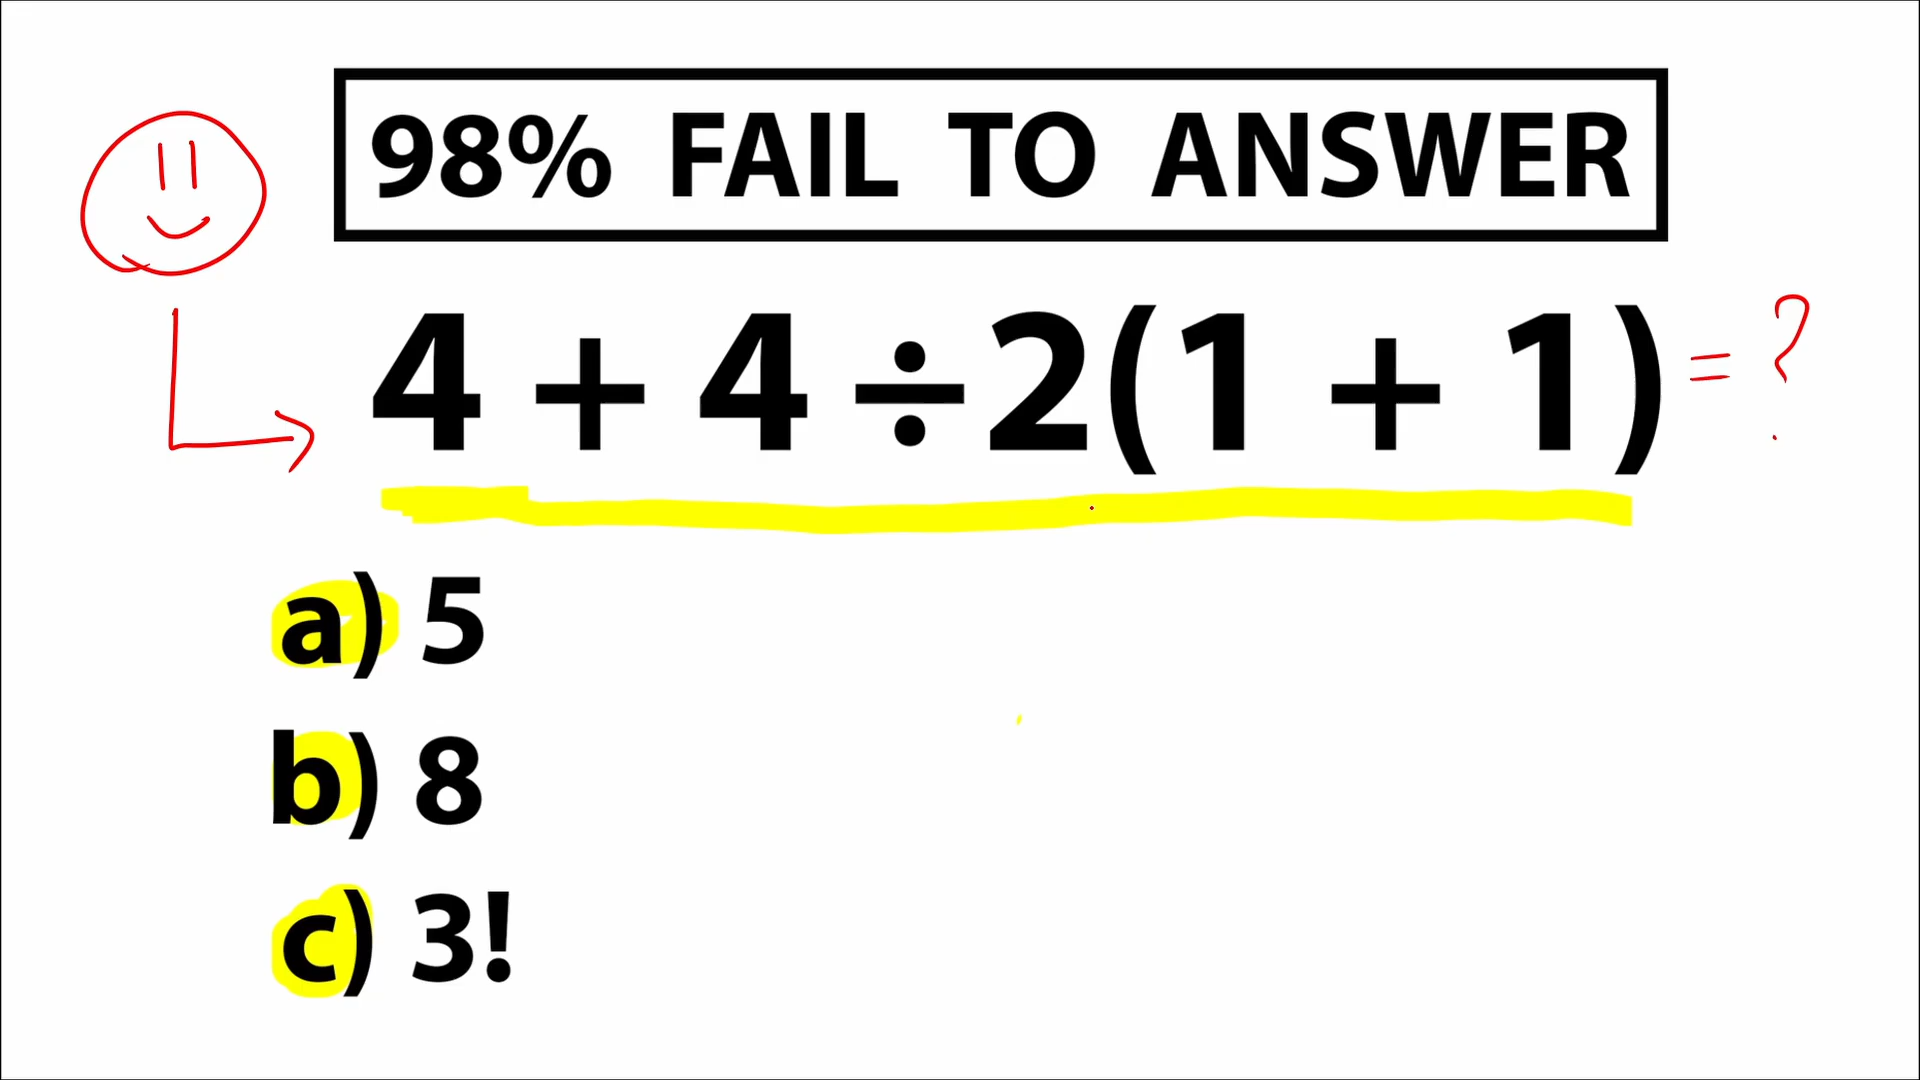 98% FAIL TO ANSWER
4 + 4 ÷ 2(1 + 1) = ?
a) 5
b) 8
c) 3!